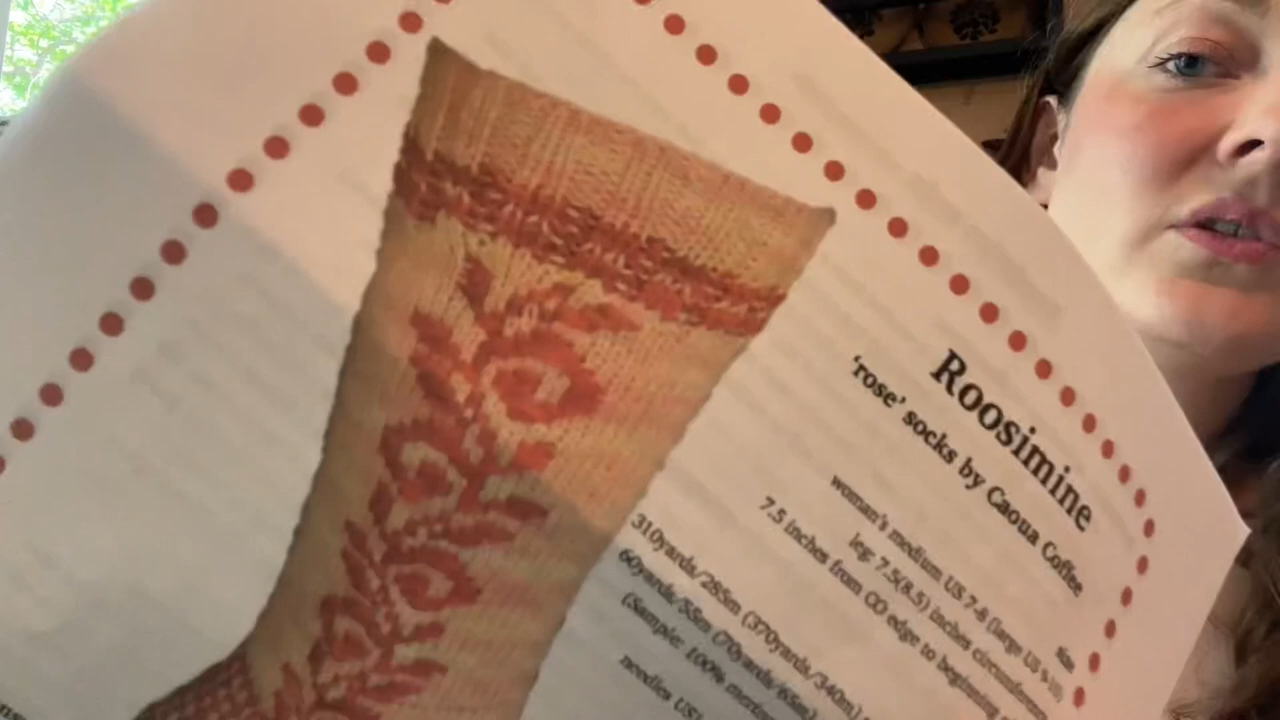 Roosimine
'rose' socks by Caoua Coffee
Size
woman's medium US 7-8 (large US 9-10)
leg: 7.5(8.5) inches circumference,
7.5 inches from CO edge to beginning
310yards/285m (370yards/340m)
60yards/55m (70yards/65m)
(Sample: 100% merino
needles US1